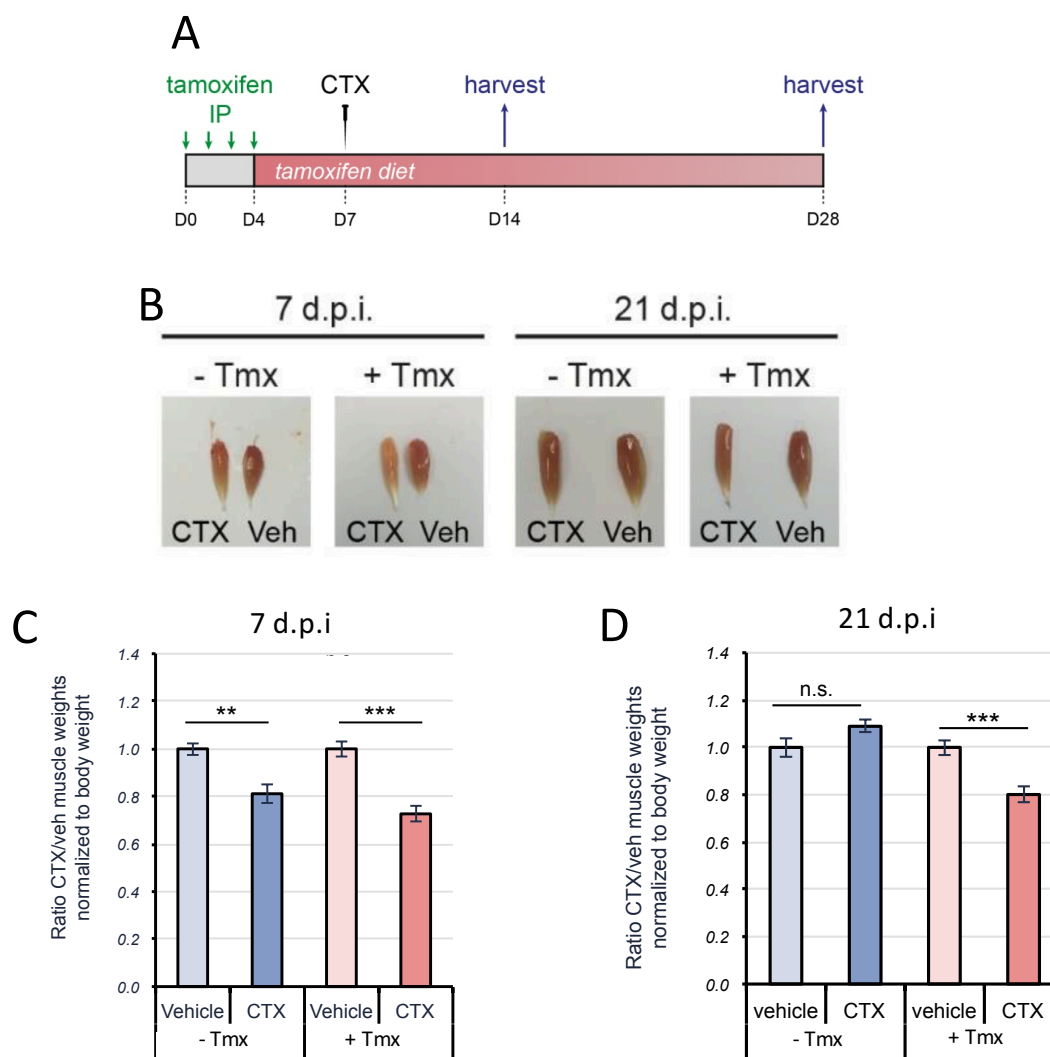 A
tamoxifen
IP
CTX
harvest
harvest
tamoxifen diet
D0
D4
D7
D14
D28
B
7 d.p.i.
21 d.p.i.
- Tmx
+ Tmx
- Tmx
+ Tmx
CTX Veh
CTX Veh
CTX Veh
CTX Veh
C
7 d.p.i
Ratio CTX/veh muscle weights
normalized to body weight
1.4
1.2
1.0
0.8
0.6
0.4
0.2
0.0
**
***
Vehicle
CTX
Vehicle
CTX
- Tmx
+ Tmx
D
21 d.p.i
Ratio CTX/veh muscle weights
normalized to body weight
1.4
1.2
1.0
0.8
0.6
0.4
0.2
0.0
n.s.
***
vehicle
CTX
vehicle
CTX
- Tmx
+ Tmx